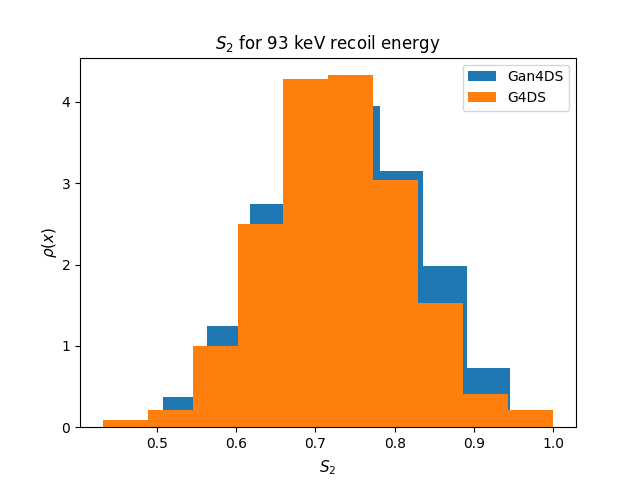 S₂ for 93 keV recoil energy
Gan4DS
G4DS
ρ(x)
4
3
2
1
0
0.5 0.6 0.7 0.8 0.9 1.0
S₂